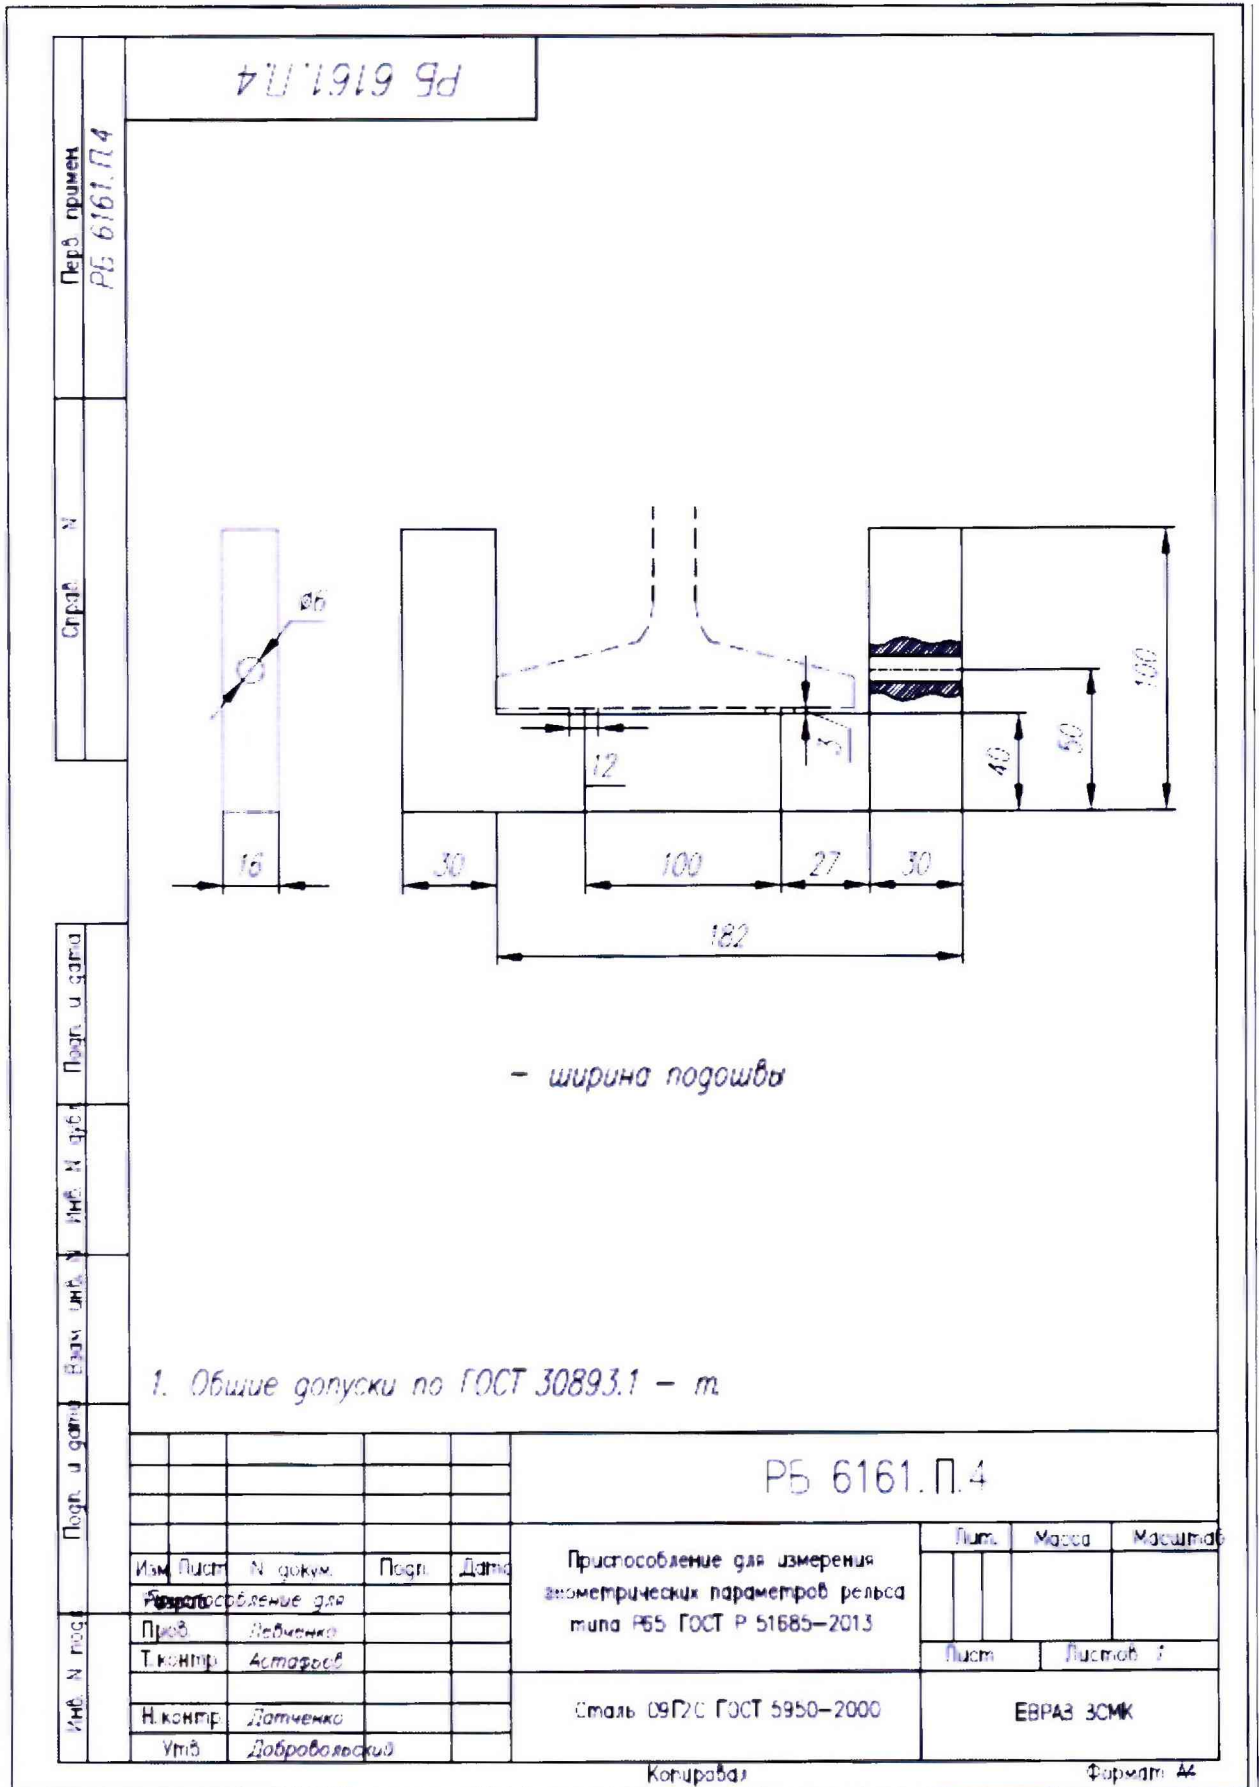 РБ 6161.П.4
Перв. примен.
РБ 6161.П.4
Справ. N
ø6
16
30
12
100
3
27
30
182
40
50
100
- ширина подошвы
1. Общие допуски по ГОСТ 30893.1 - m
Подп. и дата
Инв. N дубл
Взам. инв. N
Подп. и дата
Инв. N подл
РБ 6161.П.4
Изм Лист N докум. Подп. Дата
Разраб
Приспособление для
Пров. Левченко
Т.контр Астафьев
Н.контр Латченко
Утв Добровольский
Приспособление для измерения
геометрических параметров рельса
типа Р65 ГОСТ Р 51685-2013
Лит. Масса Масштаб
Лист Листов 1
Сталь 09Г2С ГОСТ 5950-2000
ЕВРАЗ ЗСМК
Копировал
Формат А4